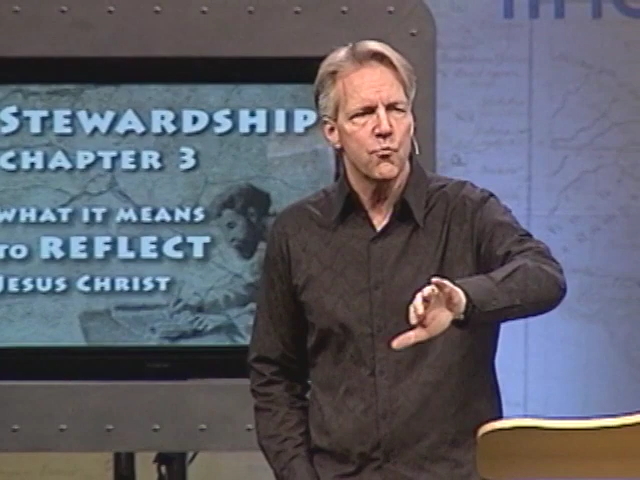 STEWARDSHIP
CHAPTER 3
WHAT IT MEANS
TO REFLECT
JESUS CHRIST